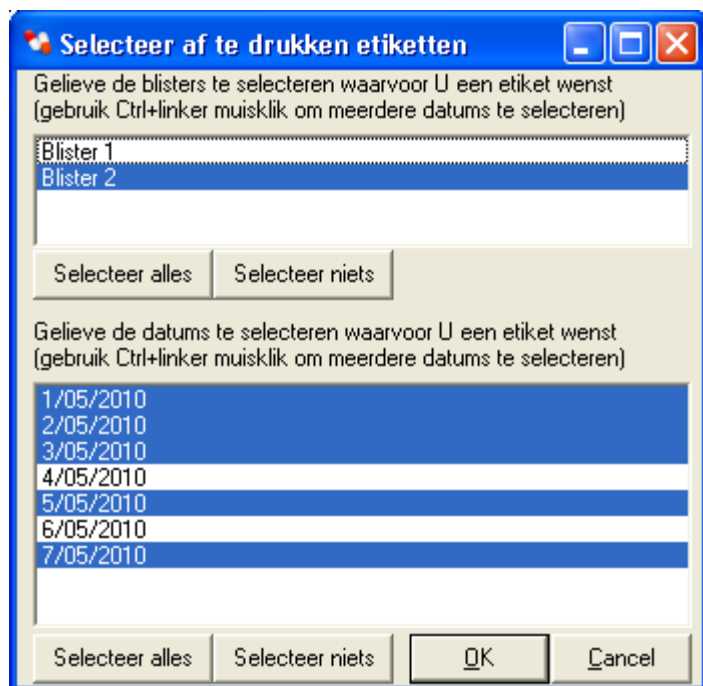 Selecteer af te drukken etiketten
Gelieve de blisters te selecteren waarvoor U een etiket wenst
(gebruik Ctrl+linker muisklik om meerdere datums te selecteren)
Blister 1
Blister 2
Selecteer alles Selecteer niets
Gelieve de datums te selecteren waarvoor U een etiket wenst
(gebruik Ctrl+linker muisklik om meerdere datums te selecteren)
1/05/2010
2/05/2010
3/05/2010
4/05/2010
5/05/2010
6/05/2010
7/05/2010
Selecteer alles Selecteer niets OK Cancel